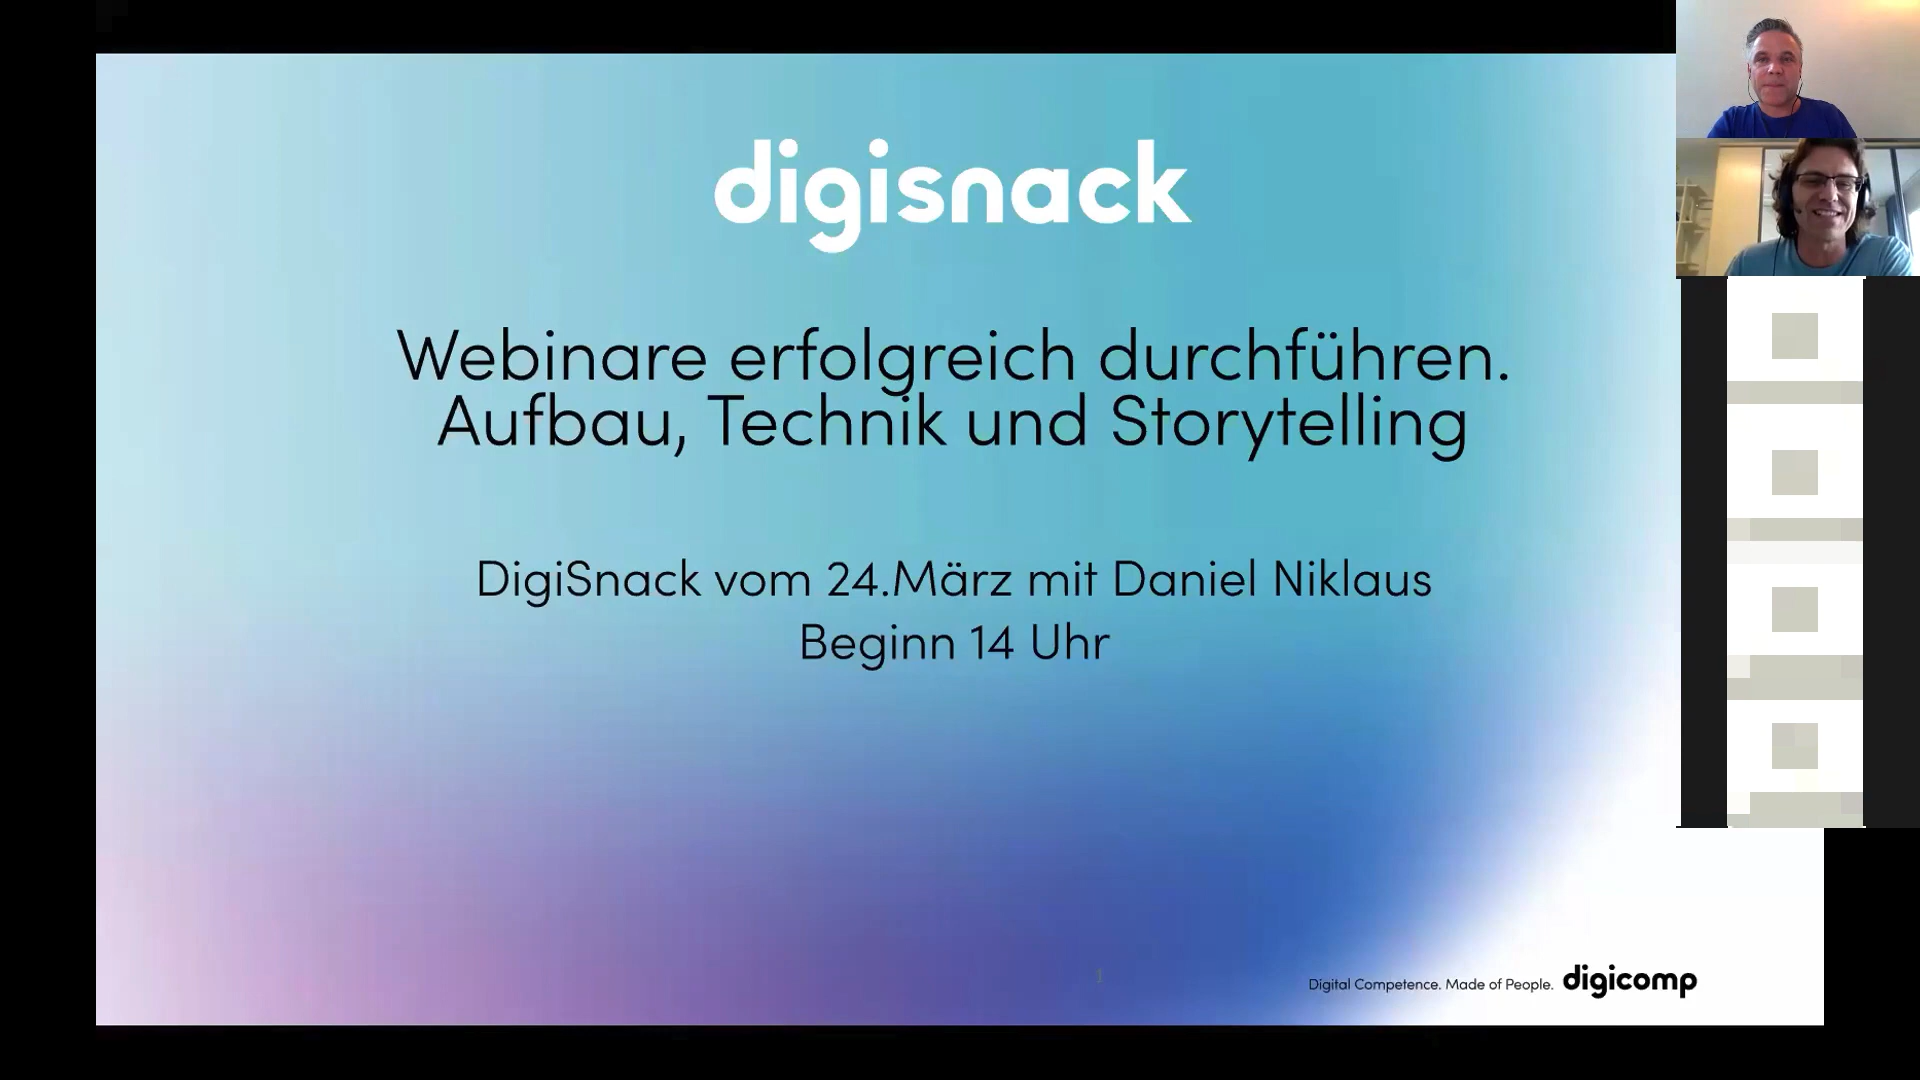 digisnack
Webinare erfolgreich durchführen.
Aufbau, Technik und Storytelling
DigiSnack vom 24.März mit Daniel Niklaus
Beginn 14 Uhr
1
Digital Competence. Made of People. digicomp